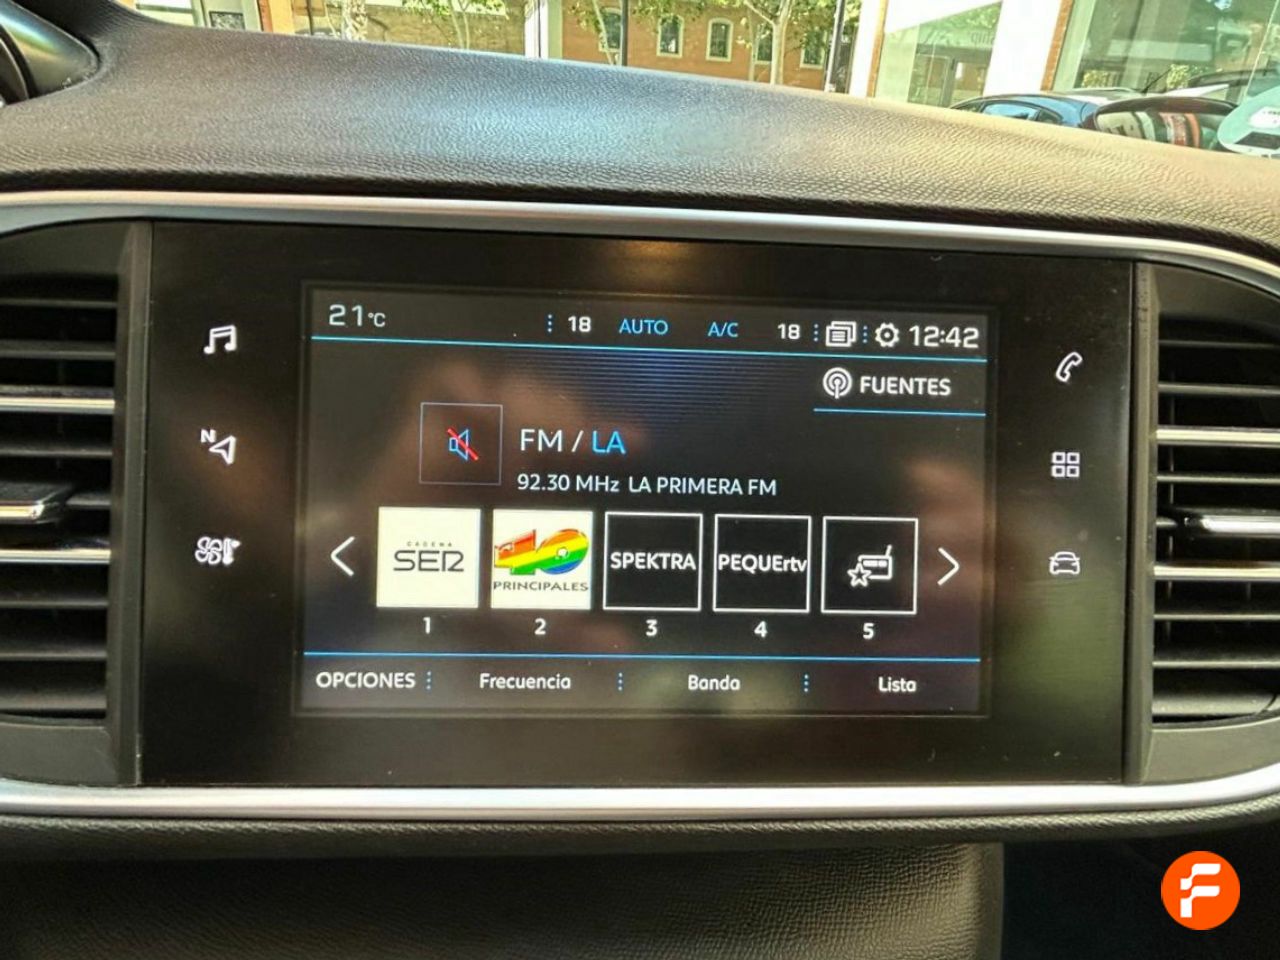 21°C 18 AUTO A/C 18 12:42
FUENTES
FM / LA
92.30 MHz LA PRIMERA FM
N
CADENA
SER
40
PRINCIPALES
SPEKTRA
PEQUErtv
1 2 3 4 5
OPCIONES Frecuencia Banda Lista
F